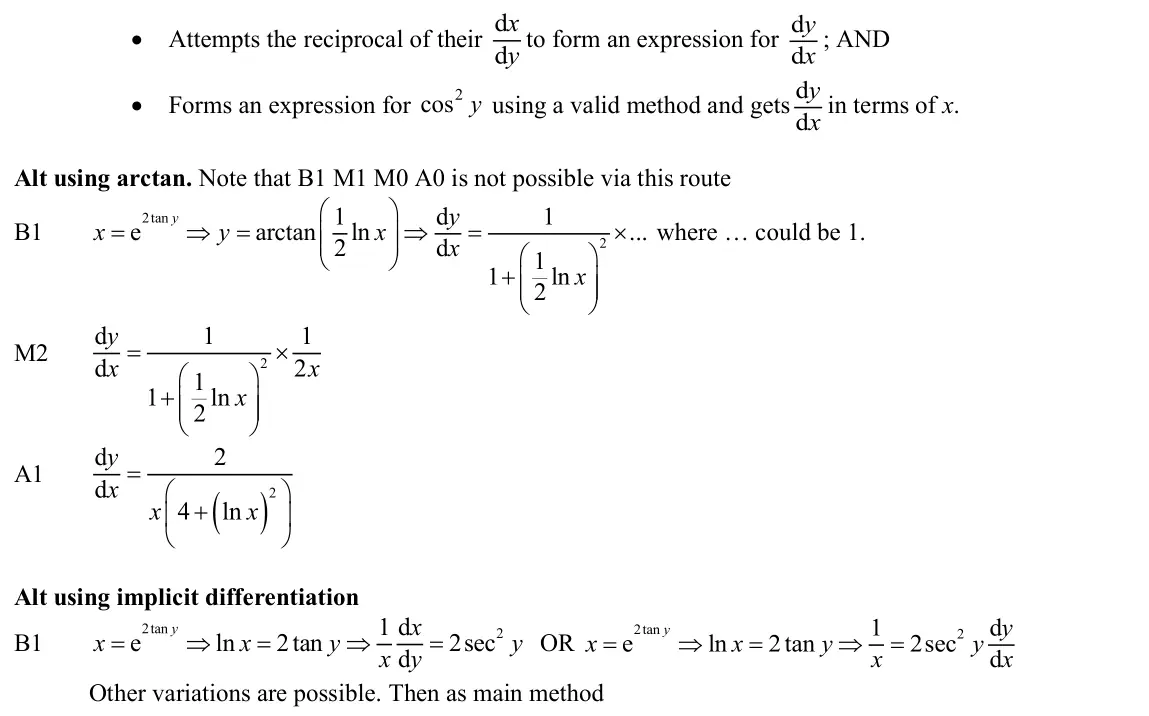 • Attempts the reciprocal of their dx/dy to form an expression for dy/dx ; AND
• Forms an expression for cos² y using a valid method and gets dy/dx in terms of x.
Alt using arctan. Note that B1 M1 M0 A0 is not possible via this route
B1 x = e^(2 tan y) ⇒ y = arctan(1/2 ln x) ⇒ dy/dx = 1/(1+(1/2 ln x)²) ×... where … could be 1.
M2 dy/dx = 1/(1+(1/2 ln x)²) × 1/(2x)
A1 dy/dx = 2/(x(4+(ln x)²))
Alt using implicit differentiation
B1 x = e^(2 tan y) ⇒ ln x = 2 tan y ⇒ 1/x dx/dy = 2sec² y OR x = e^(2 tan y) ⇒ ln x = 2 tan y ⇒ 1/x = 2sec² y dy/dx
Other variations are possible. Then as main method